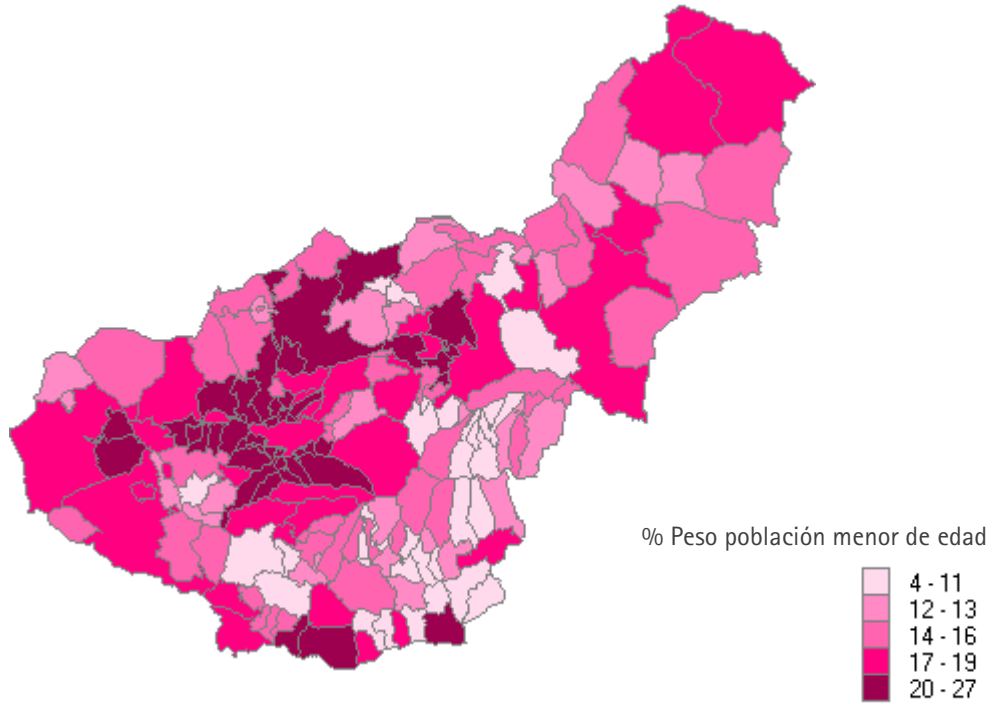 % Peso población menor de edad
4 - 11
12 - 13
14 - 16
17 - 19
20 - 27